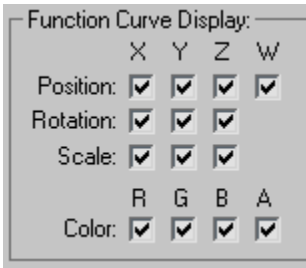 Function Curve Display:
X Y Z W
Position:
Rotation:
Scale:
R G B A
Color: